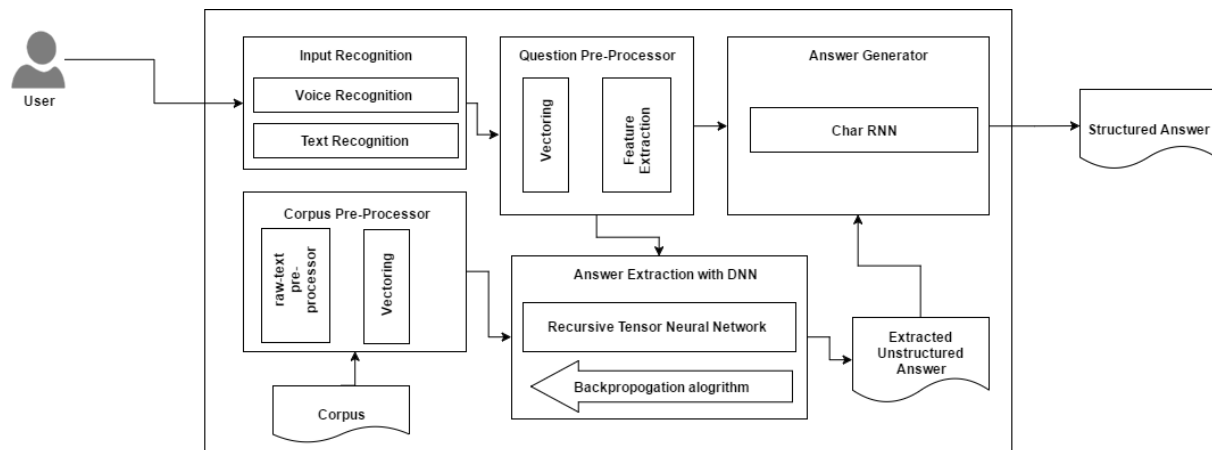 User
Input Recognition
Voice Recognition
Text Recognition
Question Pre-Processor
Vectoring
Feature
Extraction
Answer Generator
Char RNN
Structured Answer
Corpus Pre-Processor
raw-text
pre-
processor
Vectoring
Corpus
Answer Extraction with DNN
Recursive Tensor Neural Network
Backpropogation alogrithm
Extracted
Unstructured
Answer